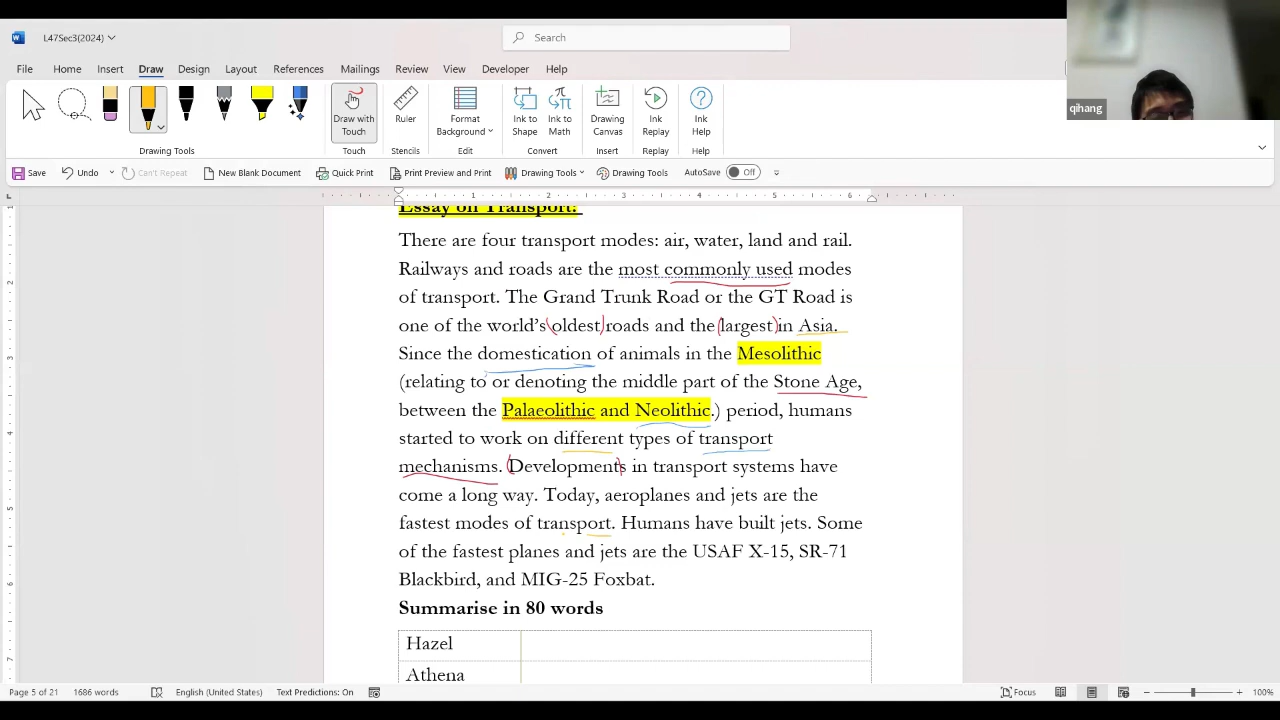 L47Sec3(2024)
Search
File Home Insert Draw Design Layout References Mailings Review View Developer Help
Draw with Touch
Ruler
Format Background
Ink to Shape
Ink to Math
Drawing Canvas
Ink Replay
Ink Help
Drawing Tools Touch Stencils Edit Convert Insert Replay Help
qihang
Save Undo Can't Repeat New Blank Document Quick Print Print Preview and Print Drawing Tools Drawing Tools AutoSave Off
1 2 3 4 5 6
Essay on Transport:
There are four transport modes: air, water, land and rail.
Railways and roads are the most commonly used modes
of transport. The Grand Trunk Road or the GT Road is
one of the world's oldest roads and the largest in Asia.
Since the domestication of animals in the Mesolithic
(relating to or denoting the middle part of the Stone Age,
between the Palaeolithic and Neolithic.) period, humans
started to work on different types of transport
mechanisms. Developments in transport systems have
come a long way. Today, aeroplanes and jets are the
fastest modes of transport. Humans have built jets. Some
of the fastest planes and jets are the USAF X-15, SR-71
Blackbird, and MIG-25 Foxbat.
Summarise in 80 words
Hazel
Athena
Page 5 of 21 1686 words English (United States) Text Predictions: On Focus 100%